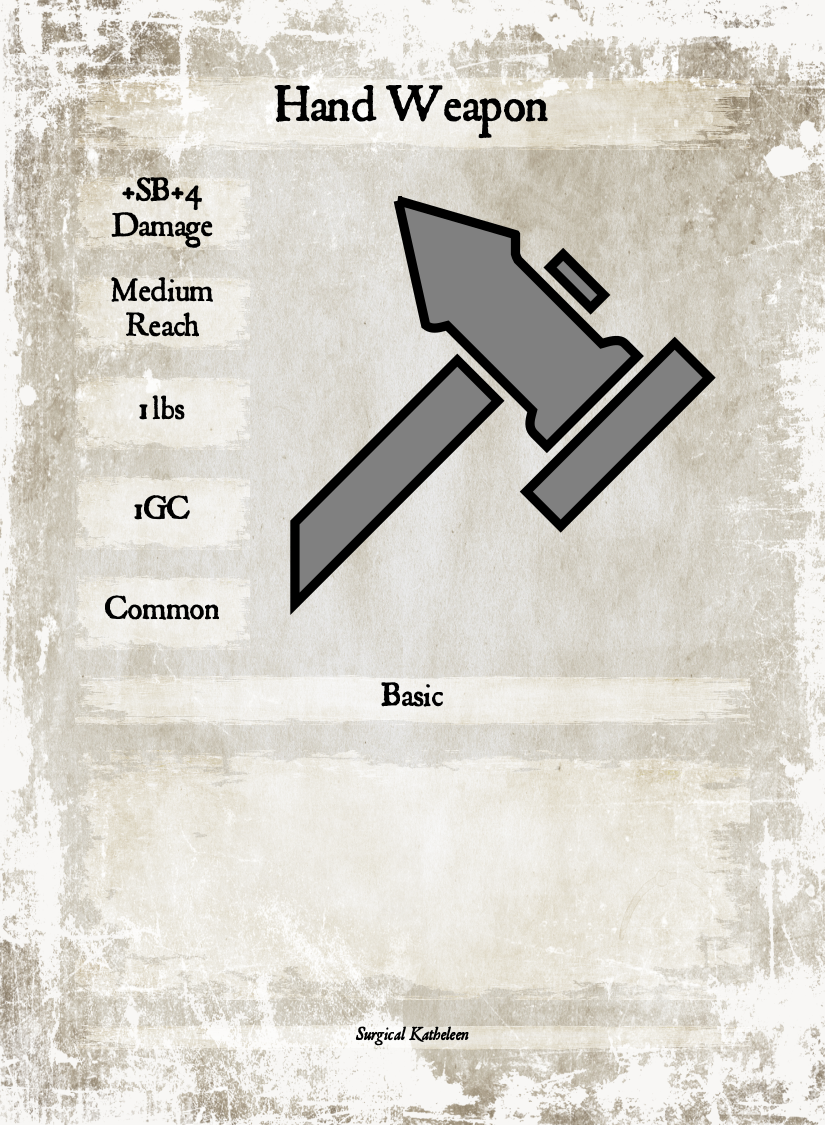 Hand Weapon
+SB+4
Damage
Medium
Reach
1 lbs
1GC
Common
Basic
Surgical Katheleen